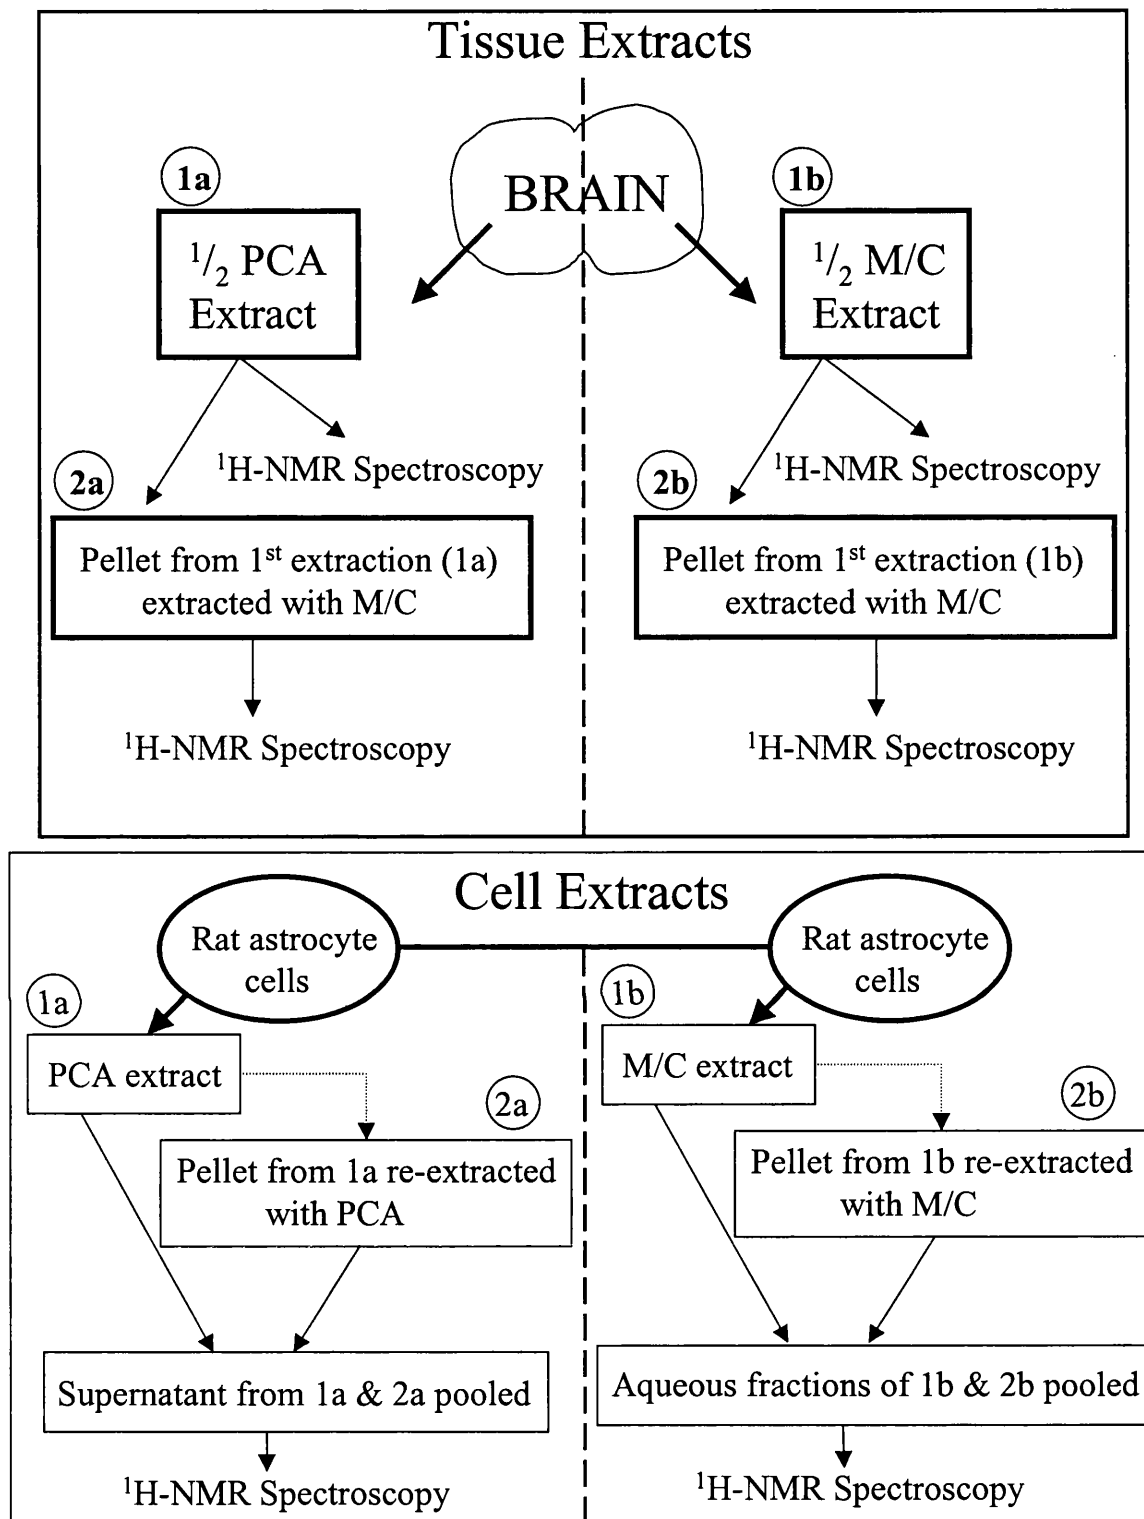 Tissue Extracts
BRAIN
1a
1/2 PCA
Extract
1b
1/2 M/C
Extract
1H-NMR Spectroscopy
1H-NMR Spectroscopy
2a
Pellet from 1st extraction (1a)
extracted with M/C
2b
Pellet from 1st extraction (1b)
extracted with M/C
1H-NMR Spectroscopy
1H-NMR Spectroscopy
Cell Extracts
Rat astrocyte
cells
Rat astrocyte
cells
1a
PCA extract
1b
M/C extract
2a
Pellet from 1a re-extracted
with PCA
2b
Pellet from 1b re-extracted
with M/C
Supernatant from 1a & 2a pooled
Aqueous fractions of 1b & 2b pooled
1H-NMR Spectroscopy
1H-NMR Spectroscopy